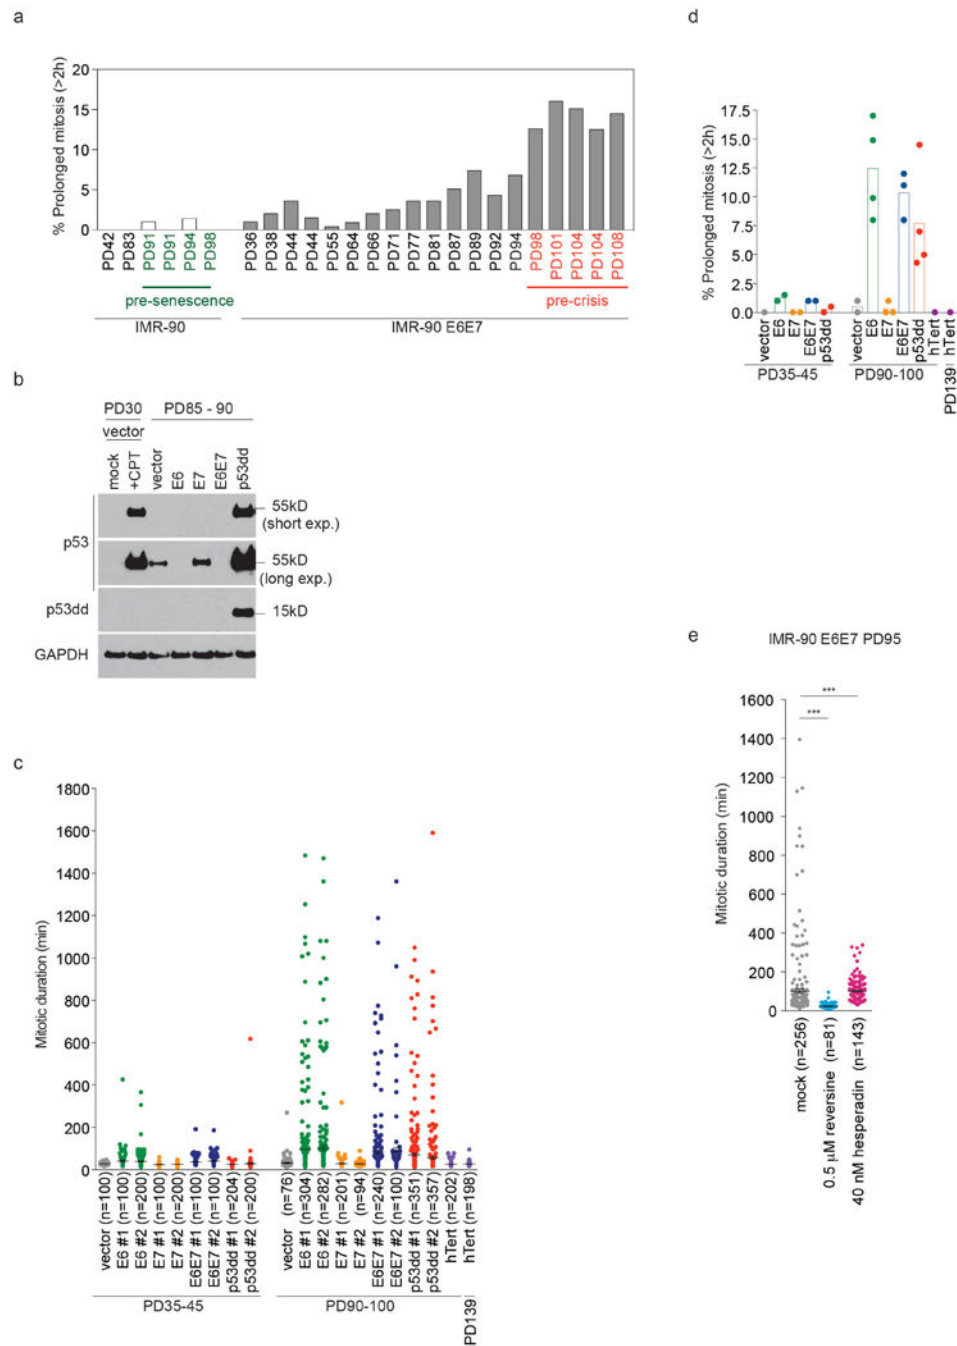 a
% Prolonged mitosis (>2h)
20
15
10
5
0
PD42
PD83
PD91
PD91
PD94
PD98
PD36
PD38
PD44
PD44
PD55
PD64
PD66
PD71
PD77
PD81
PD87
PD89
PD92
PD94
PD98
PD101
PD104
PD104
PD108
pre-senescence
pre-crisis
IMR-90
IMR-90 E6E7
b
PD30
PD85 - 90
vector
mock
+CPT
vector
E6
E7
E6E7
p53dd
p53
55kD
(short exp.)
55kD
(long exp.)
p53dd
15kD
GAPDH
c
Mitotic duration (min)
1800
1600
1400
1200
1000
800
600
400
200
0
vector (n=100)
E6 #1 (n=100)
E6 #2 (n=200)
E7 #1 (n=100)
E7 #2 (n=200)
E6E7 #1 (n=100)
E6E7 #2 (n=100)
p53dd #1 (n=204)
p53dd #2 (n=200)
vector (n=76)
E6 #1 (n=304)
E6 #2 (n=282)
E7 #1 (n=201)
E7 #2 (n=94)
E6E7 #1 (n=240)
E6E7 #2 (n=100)
p53dd #1 (n=351)
p53dd #2 (n=357)
hTert (n=202)
hTert (n=198)
PD35-45
PD90-100
PD139
d
% Prolonged mitosis (>2h)
17.5
15.0
12.5
10.0
7.5
5.0
2.5
0.0
vector
E6
E7
E6E7
p53dd
vector
E6
E7
E6E7
p53dd
hTert
hTert
PD35-45
PD90-100
PD139
e
IMR-90 E6E7 PD95
Mitotic duration (min)
1600
1400
1200
1000
800
600
400
200
0
***
***
mock (n=256)
0.5 µM reversine (n=81)
40 nM hesperadin (n=143)